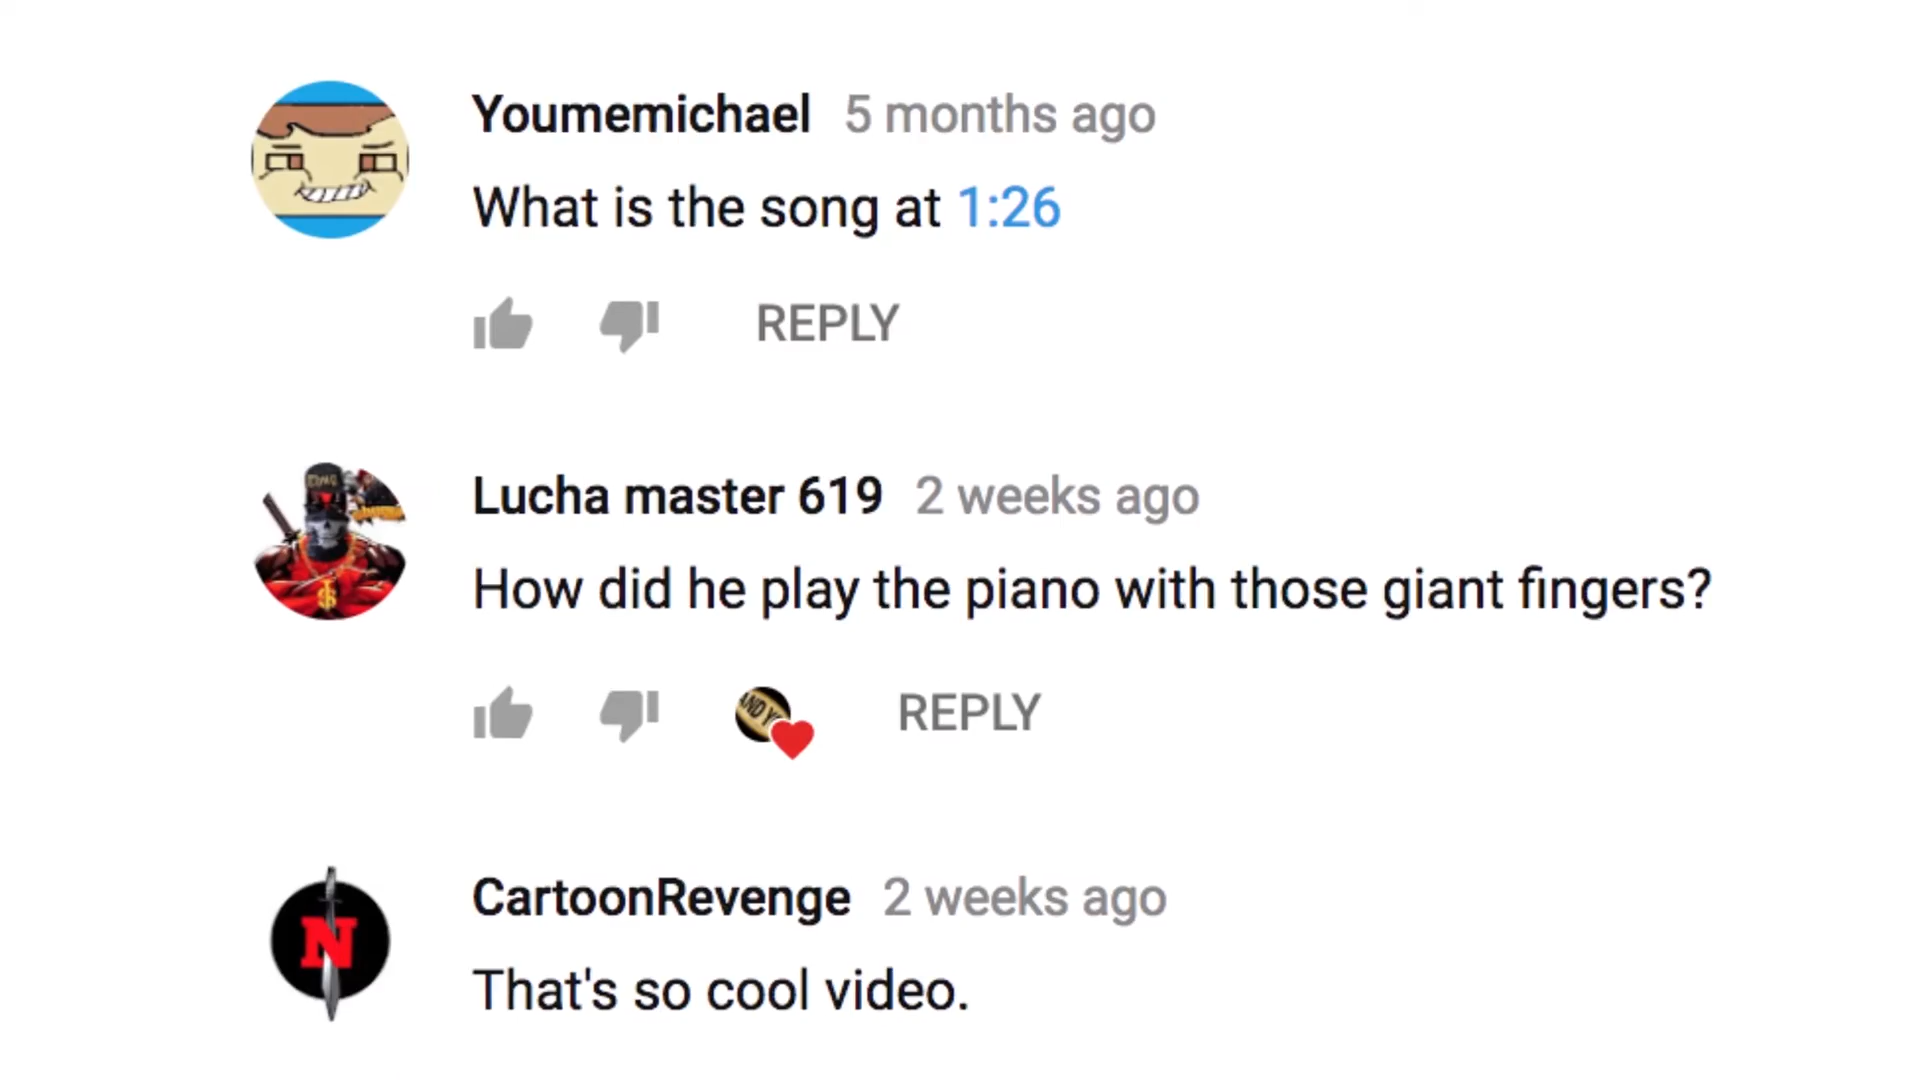 Youmemichael 5 months ago
What is the song at 1:26
REPLY
Lucha master 619 2 weeks ago
How did he play the piano with those giant fingers?
AND Y
REPLY
CartoonRevenge 2 weeks ago
N
That's so cool video.